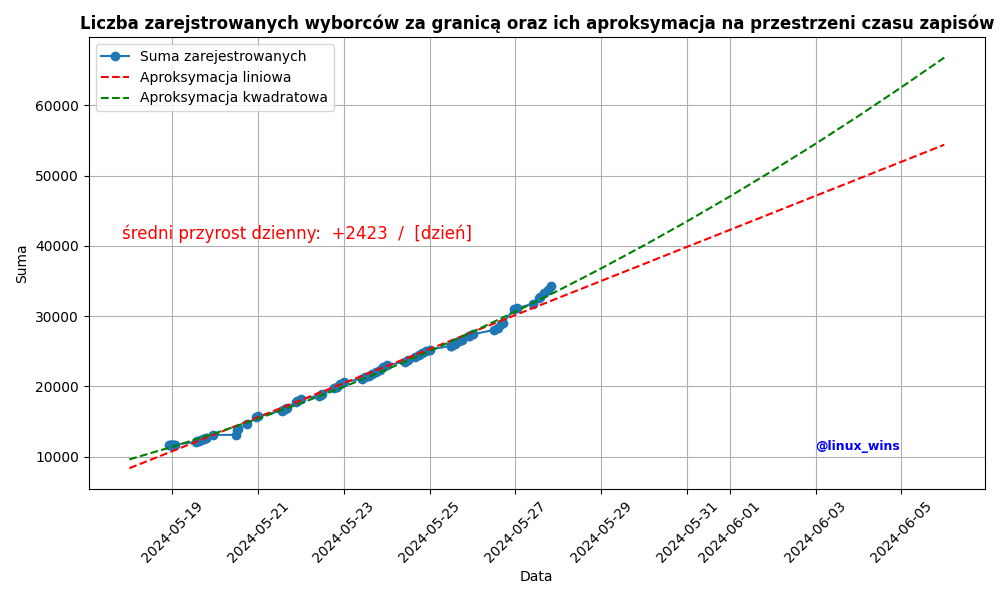 Liczba zarejstrowanych wyborców za granicą oraz ich aproksymacja na przestrzeni czasu zapisów
Suma zarejestrowanych
Aproksymacja liniowa
Aproksymacja kwadratowa
60000
50000
40000
30000
20000
10000
Suma
średni przyrost dzienny: +2423 / [dzień]
@linux_wins
2024-05-19
2024-05-21
2024-05-23
2024-05-25
2024-05-27
2024-05-29
2024-05-31
2024-06-01
2024-06-03
2024-06-05
Data